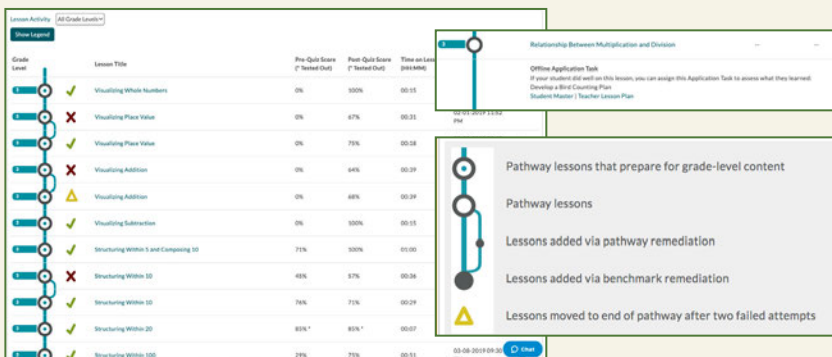 Lesson Activity All Grade Levels
Show Legend
Grade Level Lesson Title Pre-Quiz Score (* Tested Out) Post-Quiz Score (* Tested Out) Time on Less (HH:MM)
Visualizing Whole Numbers 0% 100% 00:15
Visualizing Place Value 0% 67% 00:31 02-01-2019 11:52 PM
Visualizing Place Value 0% 75% 00:18
Visualizing Addition 0% 64% 00:39
Visualizing Addition 0% 68% 00:39
Visualizing Subtraction 0% 100% 00:15
Structuring Within 5 and Composing 10 71% 100% 01:00
Structuring Within 10 57% 00:36
Structuring Within 10 76% 71% 00:29
Structuring Within 20 85% * 85% * 00:07
Structuring Within 100 75% 00:51 03-08-2019 09:30
Chat
3 Relationship Between Multiplication and Division -- --
Offline Application Task
If your student did well on this lesson, you can assign this Application Task to assess what they learned:
Develop a Bird Counting Plan
Student Master | Teacher Lesson Plan
Pathway lessons that prepare for grade-level content
Pathway lessons
Lessons added via pathway remediation
Lessons added via benchmark remediation
Lessons moved to end of pathway after two failed attempts